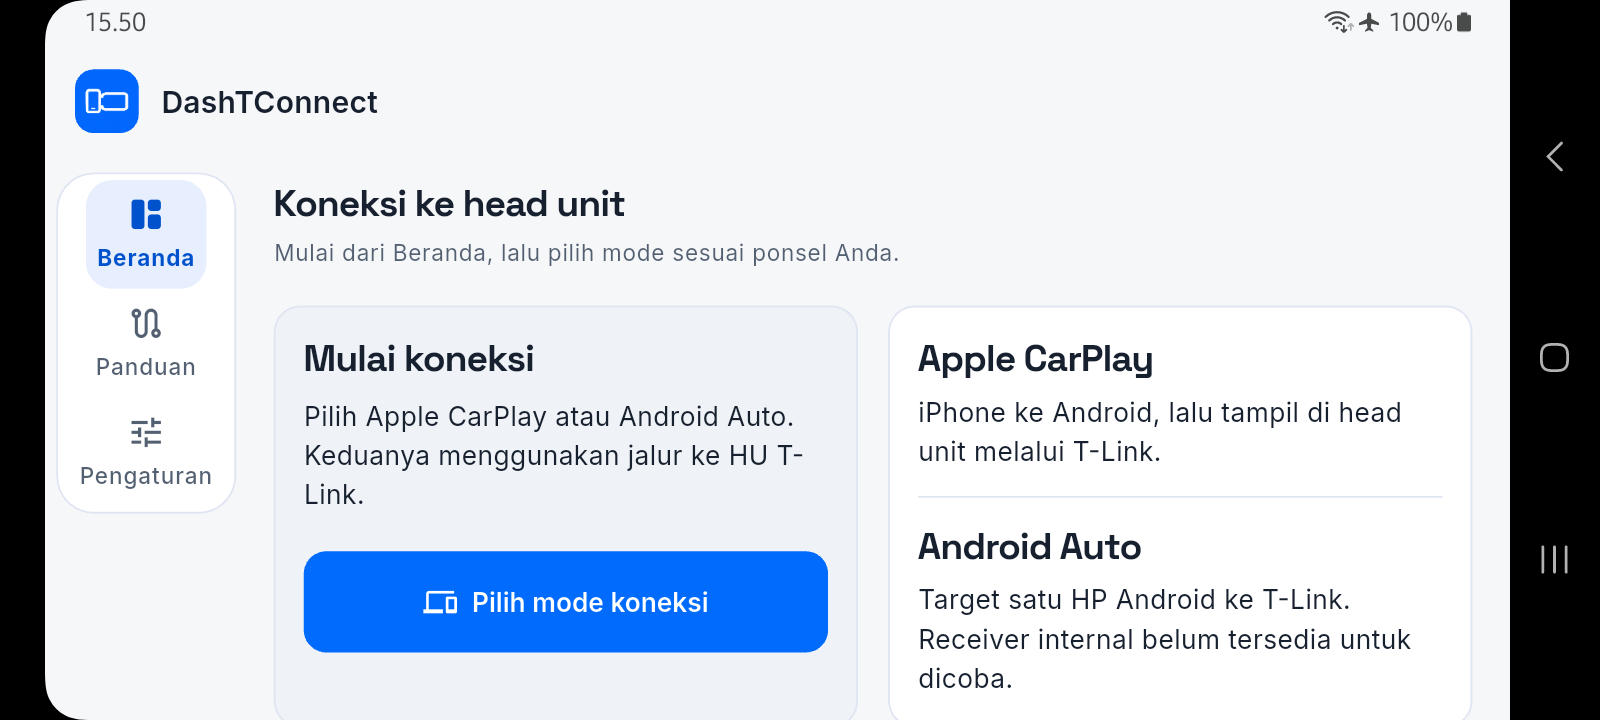 15.50
100%
DashTConnect
Beranda
Panduan
Pengaturan
Koneksi ke head unit
Mulai dari Beranda, lalu pilih mode sesuai ponsel Anda.
Mulai koneksi
Pilih Apple CarPlay atau Android Auto.
Keduanya menggunakan jalur ke HU T-
Link.
Pilih mode koneksi
Apple CarPlay
iPhone ke Android, lalu tampil di head
unit melalui T-Link.
Android Auto
Target satu HP Android ke T-Link.
Receiver internal belum tersedia untuk
dicoba.